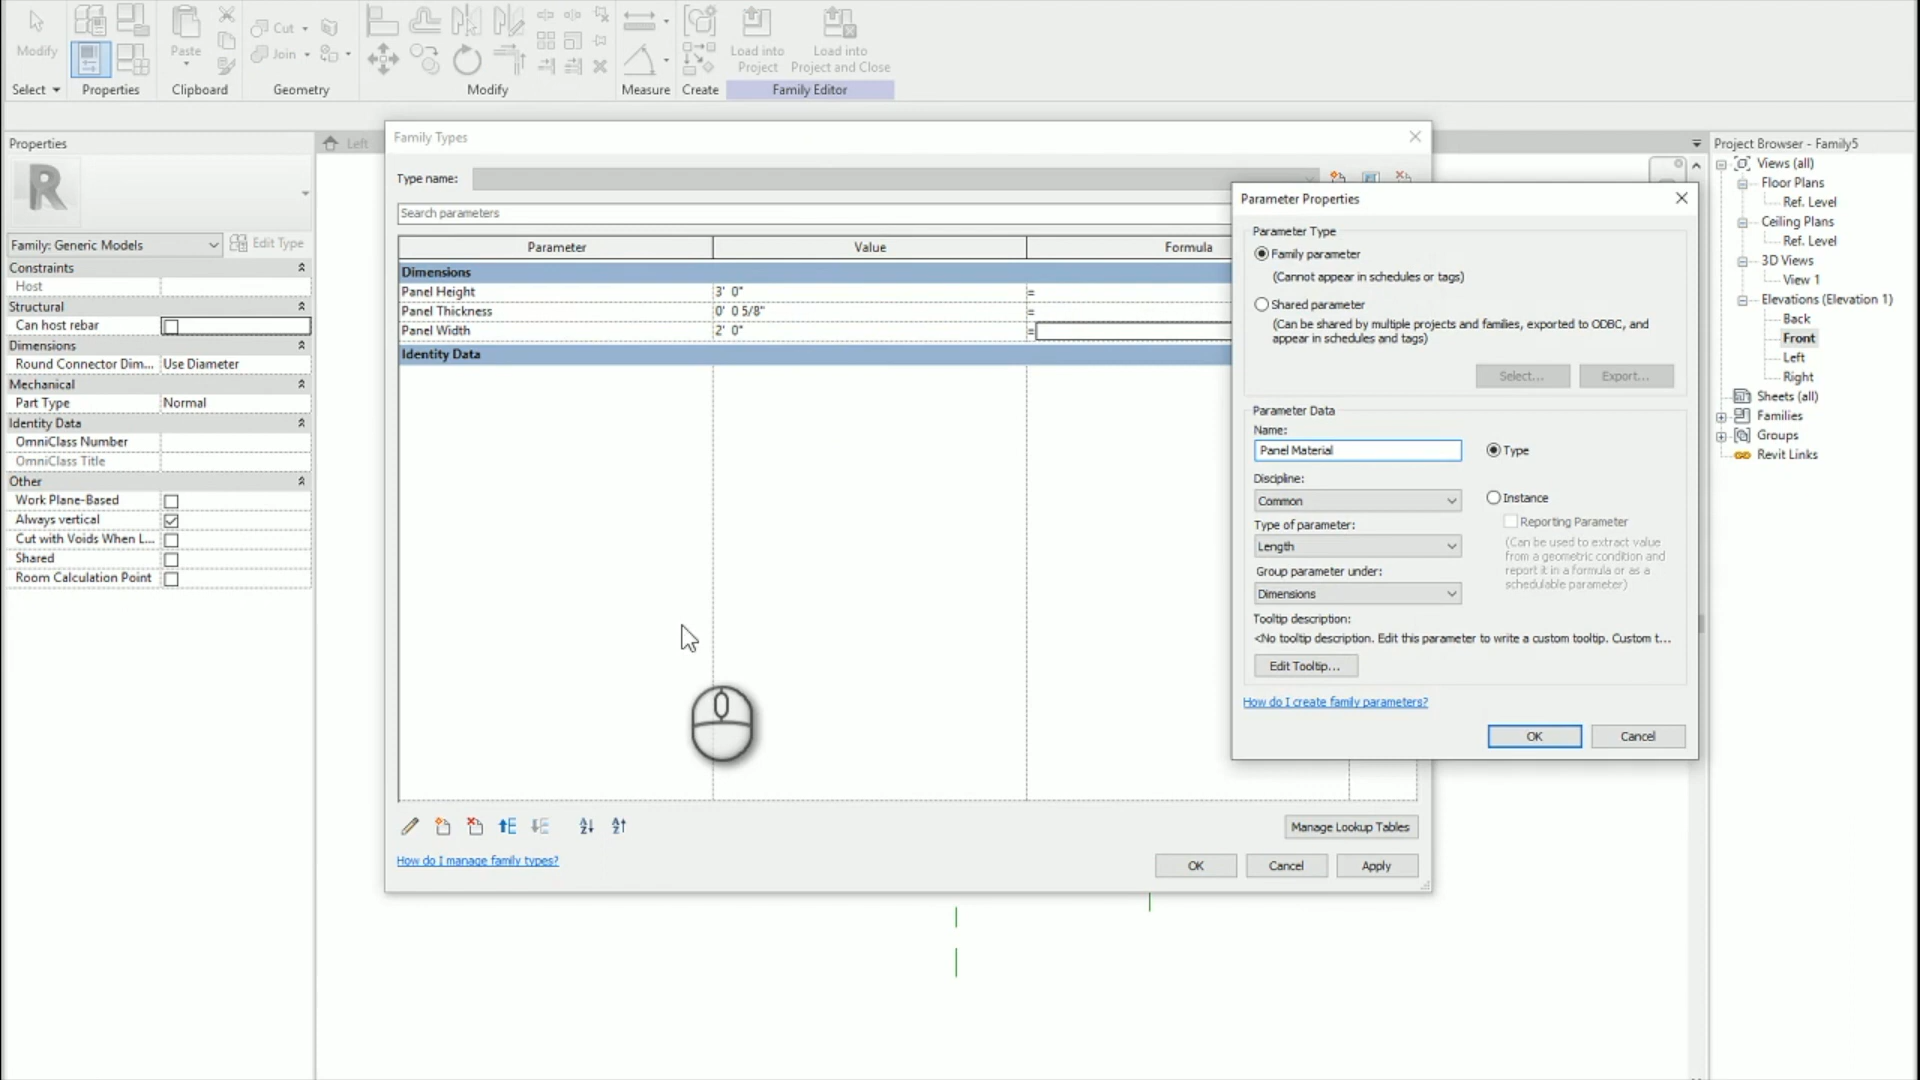 Modify
Paste
Cut
Join
Load into
Project
Load into
Project and Close
Select
Properties
Clipboard
Geometry
Modify
Measure
Create
Family Editor
Properties
R
Family: Generic Models
Edit Type
Constraints
Host
Structural
Can host rebar
Dimensions
Round Connector Dim... Use Diameter
Mechanical
Part Type Normal
Identity Data
OmniClass Number
OmniClass Title
Other
Work Plane-Based
Always vertical
Cut with Voids When L...
Shared
Room Calculation Point
Left
Family Types
Type name:
Search parameters
Parameter Value Formula
Dimensions
Panel Height 3' 0" =
Panel Thickness 0' 0 5/8" =
Panel Width 2' 0" =
Identity Data
Manage Lookup Tables
How do I manage family types?
OK Cancel Apply
Parameter Properties
Parameter Type
Family parameter
(Cannot appear in schedules or tags)
Shared parameter
(Can be shared by multiple projects and families, exported to ODBC, and
appear in schedules and tags)
Select... Export...
Parameter Data
Name:
Panel Material
Type
Discipline:
Common
Instance
Reporting Parameter
(Can be used to extract value
from a geometric condition and
report it in a formula or as a
schedulable parameter)
Type of parameter:
Length
Group parameter under:
Dimensions
Tooltip description:
<No tooltip description. Edit this parameter to write a custom tooltip. Custom t...
Edit Tooltip...
How do I create family parameters?
OK Cancel
Project Browser - Family5
Views (all)
Floor Plans
Ref. Level
Ceiling Plans
Ref. Level
3D Views
View 1
Elevations (Elevation 1)
Back
Front
Left
Right
Sheets (all)
Families
Groups
Revit Links